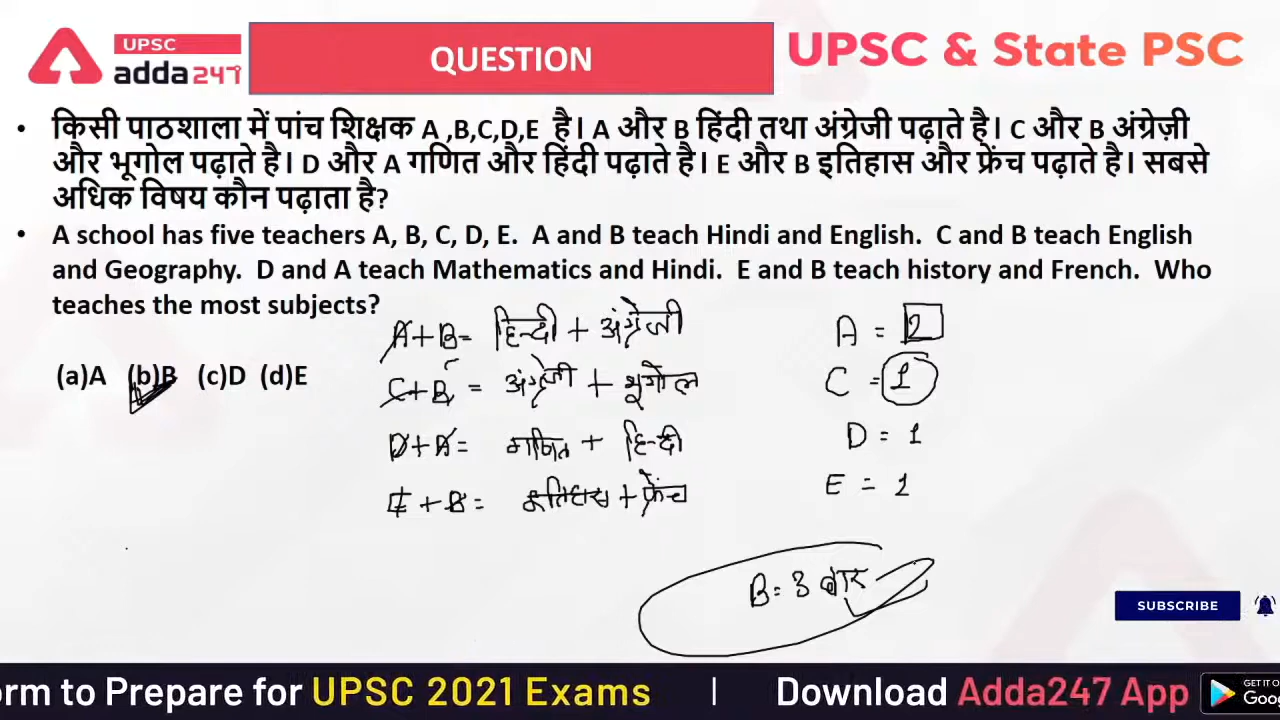 UPSC
adda247
QUESTION
UPSC & State PSC
• किसी पाठशाला में पांच शिक्षक A ,B,C,D,E है। A और B हिंदी तथा अंग्रेजी पढ़ाते है। C और B अंग्रेज़ी
और भूगोल पढ़ाते है। D और A गणित और हिंदी पढ़ाते है। E और B इतिहास और फ्रेंच पढ़ाते है। सबसे
अधिक विषय कौन पढ़ाता है?
• A school has five teachers A, B, C, D, E. A and B teach Hindi and English. C and B teach English
and Geography. D and A teach Mathematics and Hindi. E and B teach history and French. Who
teaches the most subjects?
(a)A (b)B (c)D (d)E
A+B= हिन्दी + अंग्रेजी
C+B = अंग्रेजी + भूगोल
D+A= गणित + हिन्दी
E+B= इतिहास + फ्रेंच
A = 2
C = 1
D = 1
E = 1
B= 3 बार
SUBSCRIBE
orm to Prepare for UPSC 2021 Exams | Download Adda247 App
GET IT O
Goo